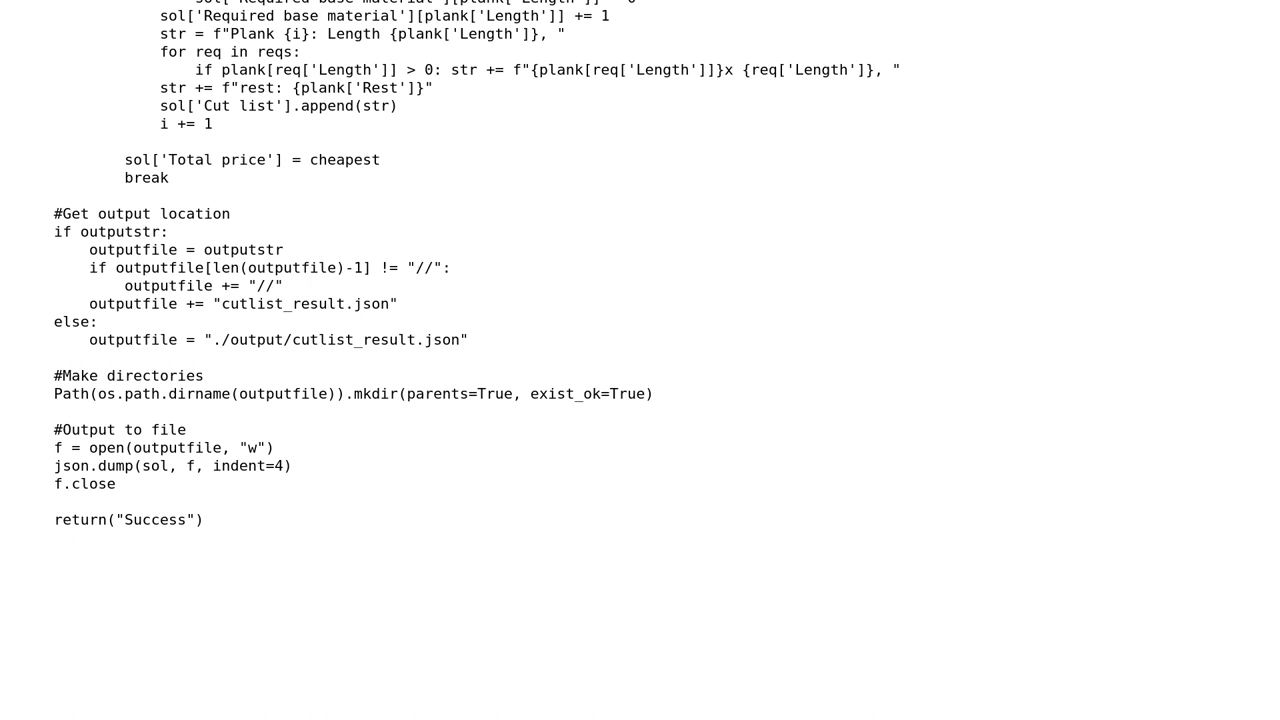 sol['Required base material'][plank['Length']] += 1
str = f"Plank {i}: Length {plank['Length']}, "
for req in reqs:
if plank[req['Length']] > 0: str += f"{plank[req['Length']]}x {req['Length']}, "
str += f"rest: {plank['Rest']}"
sol['Cut list'].append(str)
i += 1
sol['Total price'] = cheapest
break
#Get output location
if outputstr:
outputfile = outputstr
if outputfile[len(outputfile)-1] != "//":
outputfile += "//"
outputfile += "cutlist_result.json"
else:
outputfile = "./output/cutlist_result.json"
#Make directories
Path(os.path.dirname(outputfile)).mkdir(parents=True, exist_ok=True)
#Output to file
f = open(outputfile, "w")
json.dump(sol, f, indent=4)
f.close
return("Success")